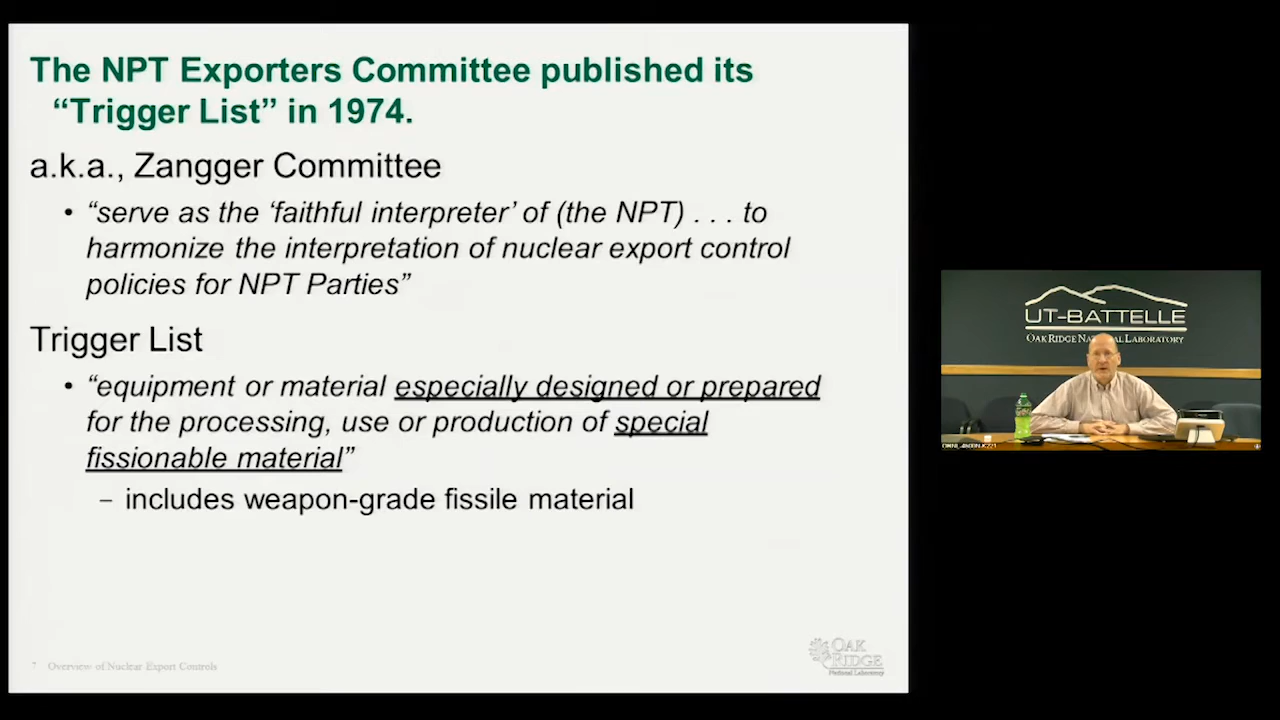 The NPT Exporters Committee published its
“Trigger List” in 1974.
a.k.a., Zangger Committee
• “serve as the ‘faithful interpreter’ of (the NPT) . . . to
harmonize the interpretation of nuclear export control
policies for NPT Parties”
Trigger List
• “equipment or material especially designed or prepared
for the processing, use or production of special
fissionable material”
– includes weapon-grade fissile material
7 Overview of Nuclear Export Controls
OAK
RIDGE
National Laboratory
UT-BATTELLE
OAK RIDGE NATIONAL LABORATORY